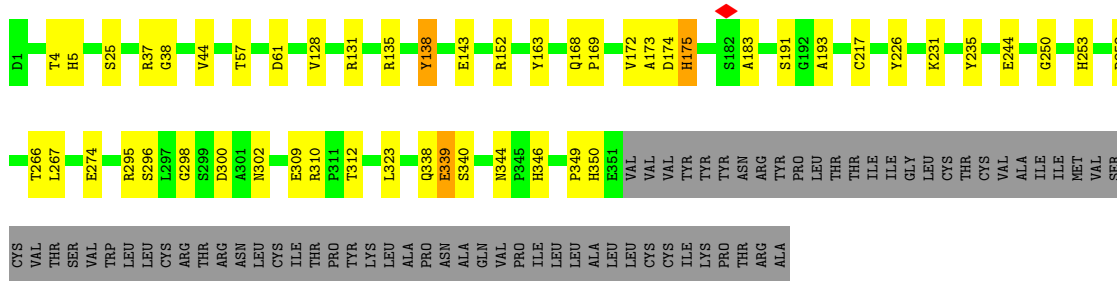 D1 T4 H5 S25 R37 G38 V44 T57 D61 V128 R131 R135 Y138 E143 R152 Y163 Q168 P169 V172 A173 D174 H175 S182 A183 S191 G192 A193 C217 Y226 K231 Y235 E244 G250 H253
T266 L267 E274 R295 S296 L297 G298 S299 D300 A301 N302 E309 R310 P311 T312 L323 Q338 E339 S340 N344 P345 H346 P349 H350 E351 VAL VAL VAL TYR TYR TYR ASN ARG TYR PRO LEU THR THR ILE ILE GLY LEU CYS THR CYS VAL ALA ILE ILE MET VAL SER
CYS VAL THR SER VAL TRP LEU LEU CYS ARG THR ARG ASN LEU CYS ILE THR PRO TYR LYS LEU ALA PRO ASN ALA GLN VAL PRO ILE LEU LEU ALA LEU LEU CYS CYS ILE LYS PRO THR ARG ALA